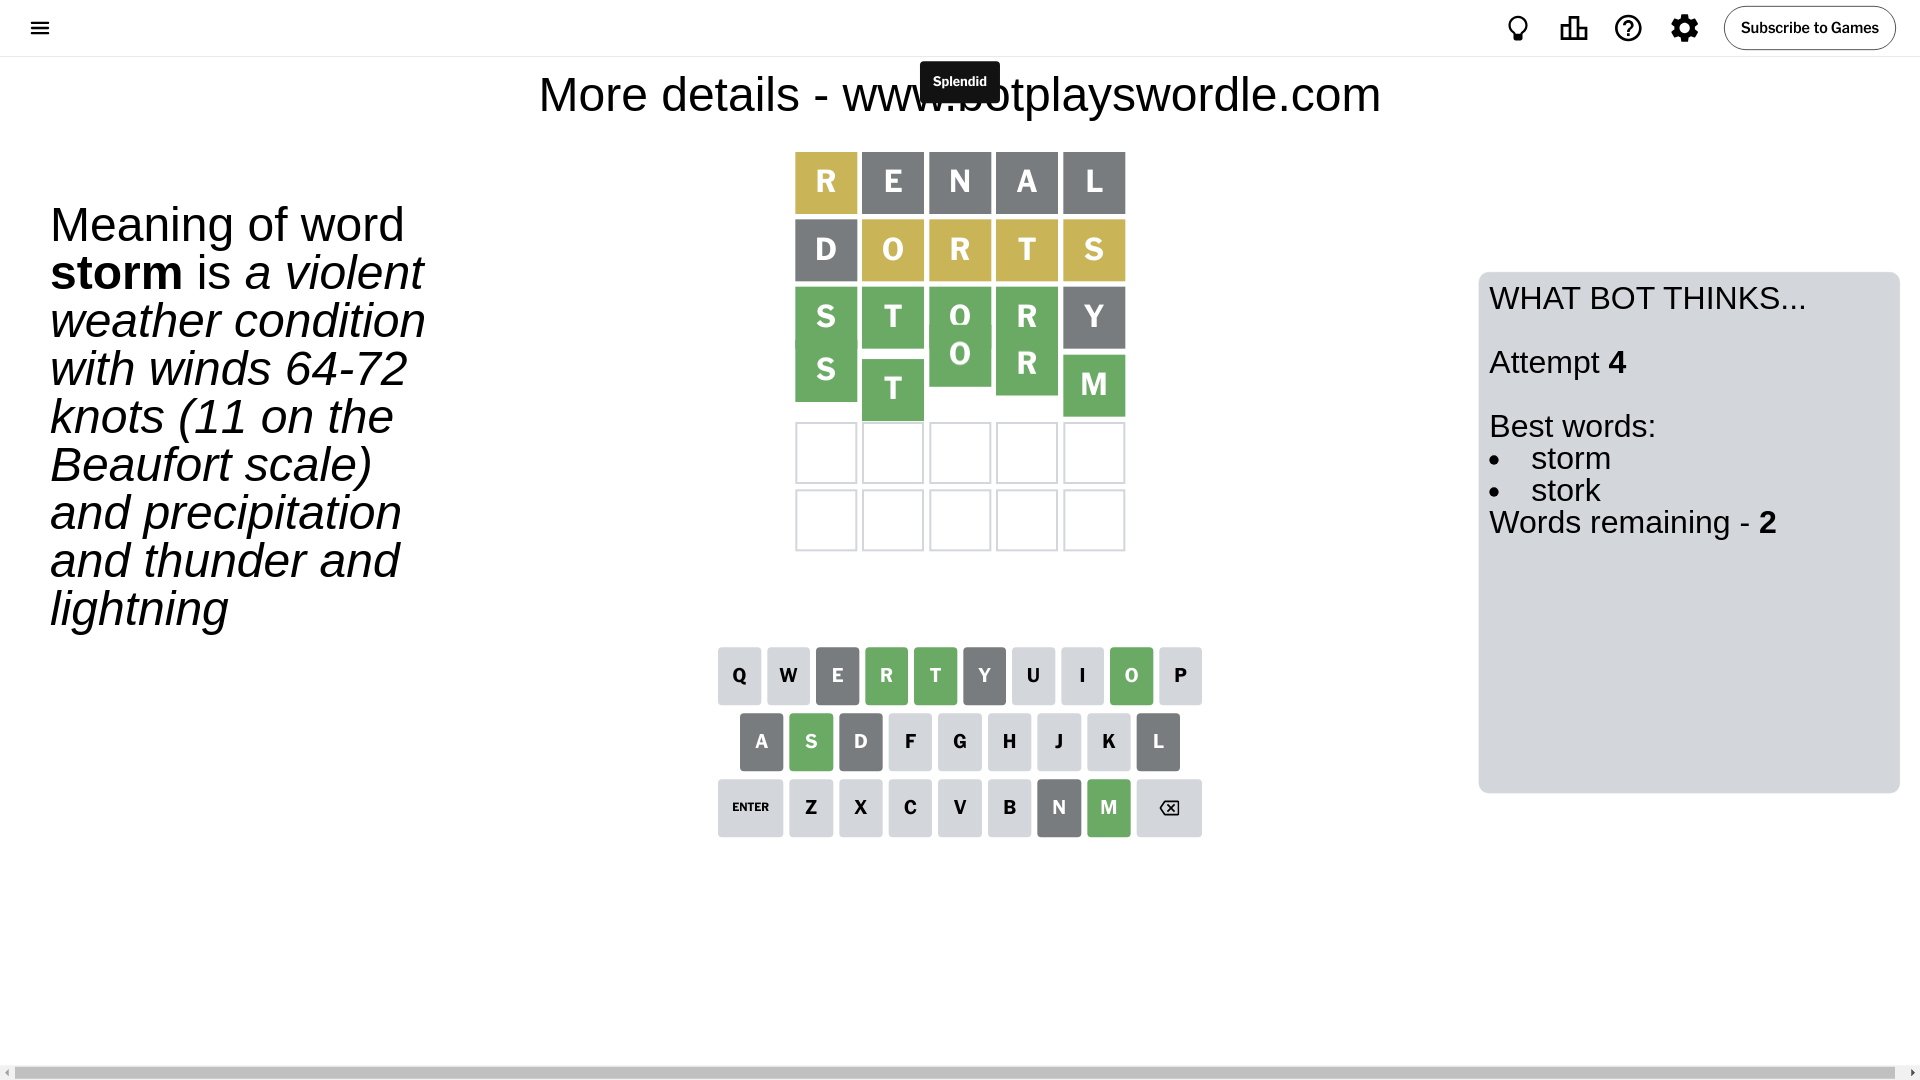 Subscribe to Games
Splendid
More details - www.botplayswordle.com
Meaning of word
storm is a violent
weather condition
with winds 64-72
knots (11 on the
Beaufort scale)
and precipitation
and thunder and
lightning
R E N A L
D O R T S
S T O R Y
S T O R M
WHAT BOT THINKS...
Attempt 4
Best words:
• storm
• stork
Words remaining - 2
Q W E R T Y U I O P
A S D F G H J K L
ENTER Z X C V B N M